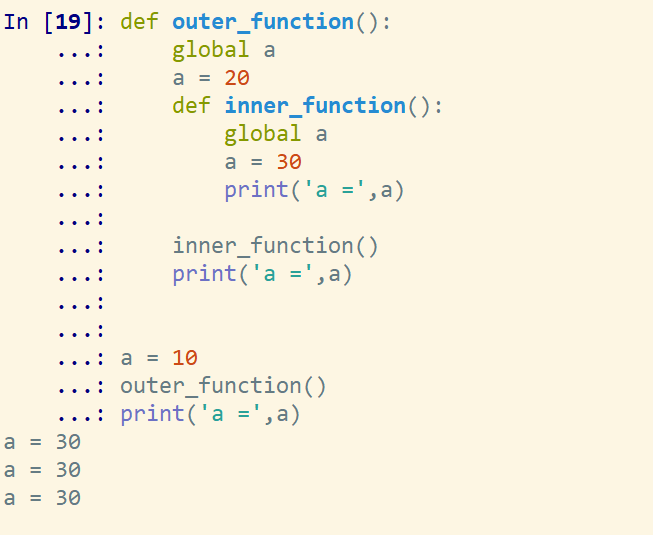 In [19]: def outer_function():
    ...:     global a
    ...:     a = 20
    ...:     def inner_function():
    ...:         global a
    ...:         a = 30
    ...:         print('a =',a)
    ...:
    ...:     inner_function()
    ...:     print('a =',a)
    ...:
    ...:
    ...: a = 10
    ...: outer_function()
    ...: print('a =',a)
a = 30
a = 30
a = 30